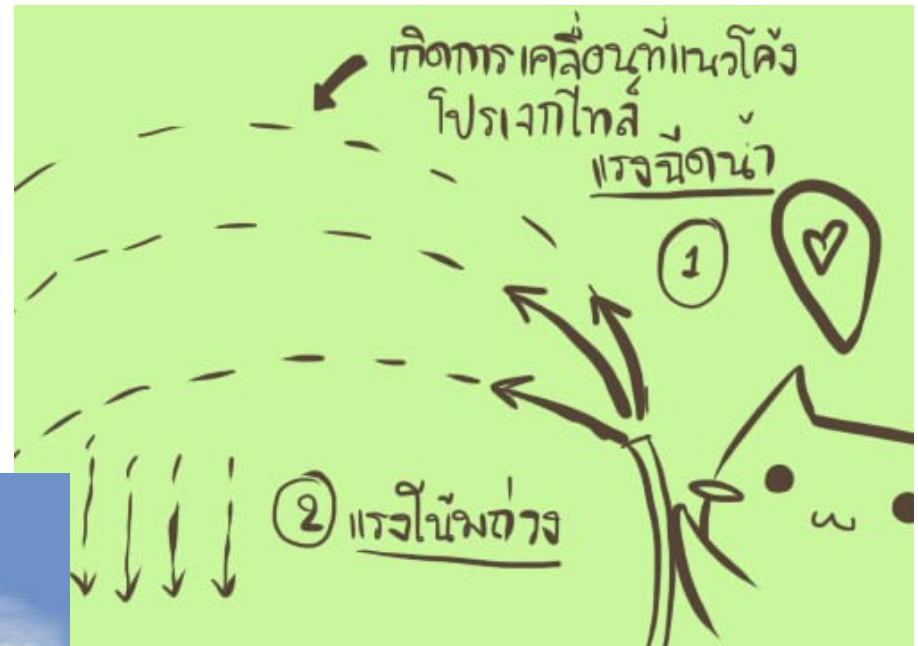 เกิดการเคลื่อนที่แนวโค้ง
โปรเจกไทล์
แรงฉีดน้ำ
1
2 แรงโน้มถ่วง